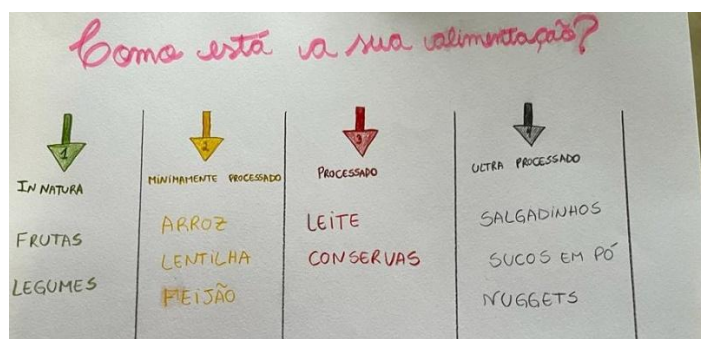 Como está a sua alimentação?
1
IN NATURA
FRUTAS
LEGUMES
2
MINIMAMENTE PROCESSADO
ARROZ
LENTILHA
FEIJÃO
3
PROCESSADO
LEITE
CONSERVAS
4
ULTRA PROCESSADO
SALGADINHOS
SUCOS EM PÓ
NUGGETS